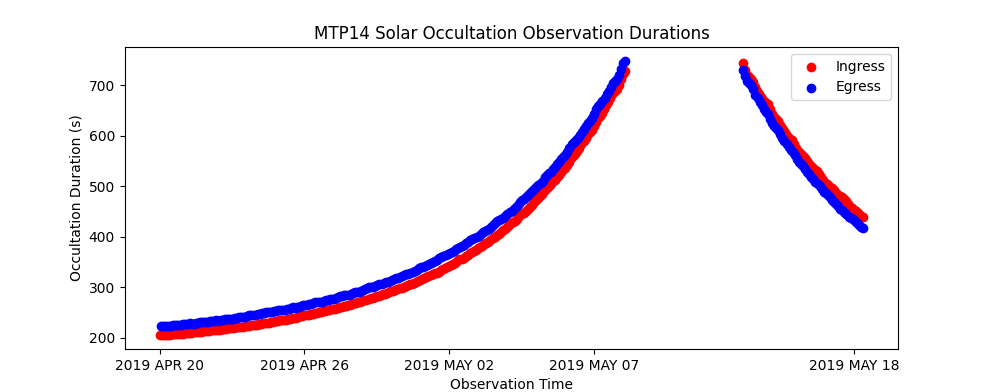 MTP14 Solar Occultation Observation Durations
Ingress
Egress
Occultation Duration (s)
700
600
500
400
300
200
2019 APR 20 2019 APR 26 2019 MAY 02 2019 MAY 07 2019 MAY 18
Observation Time